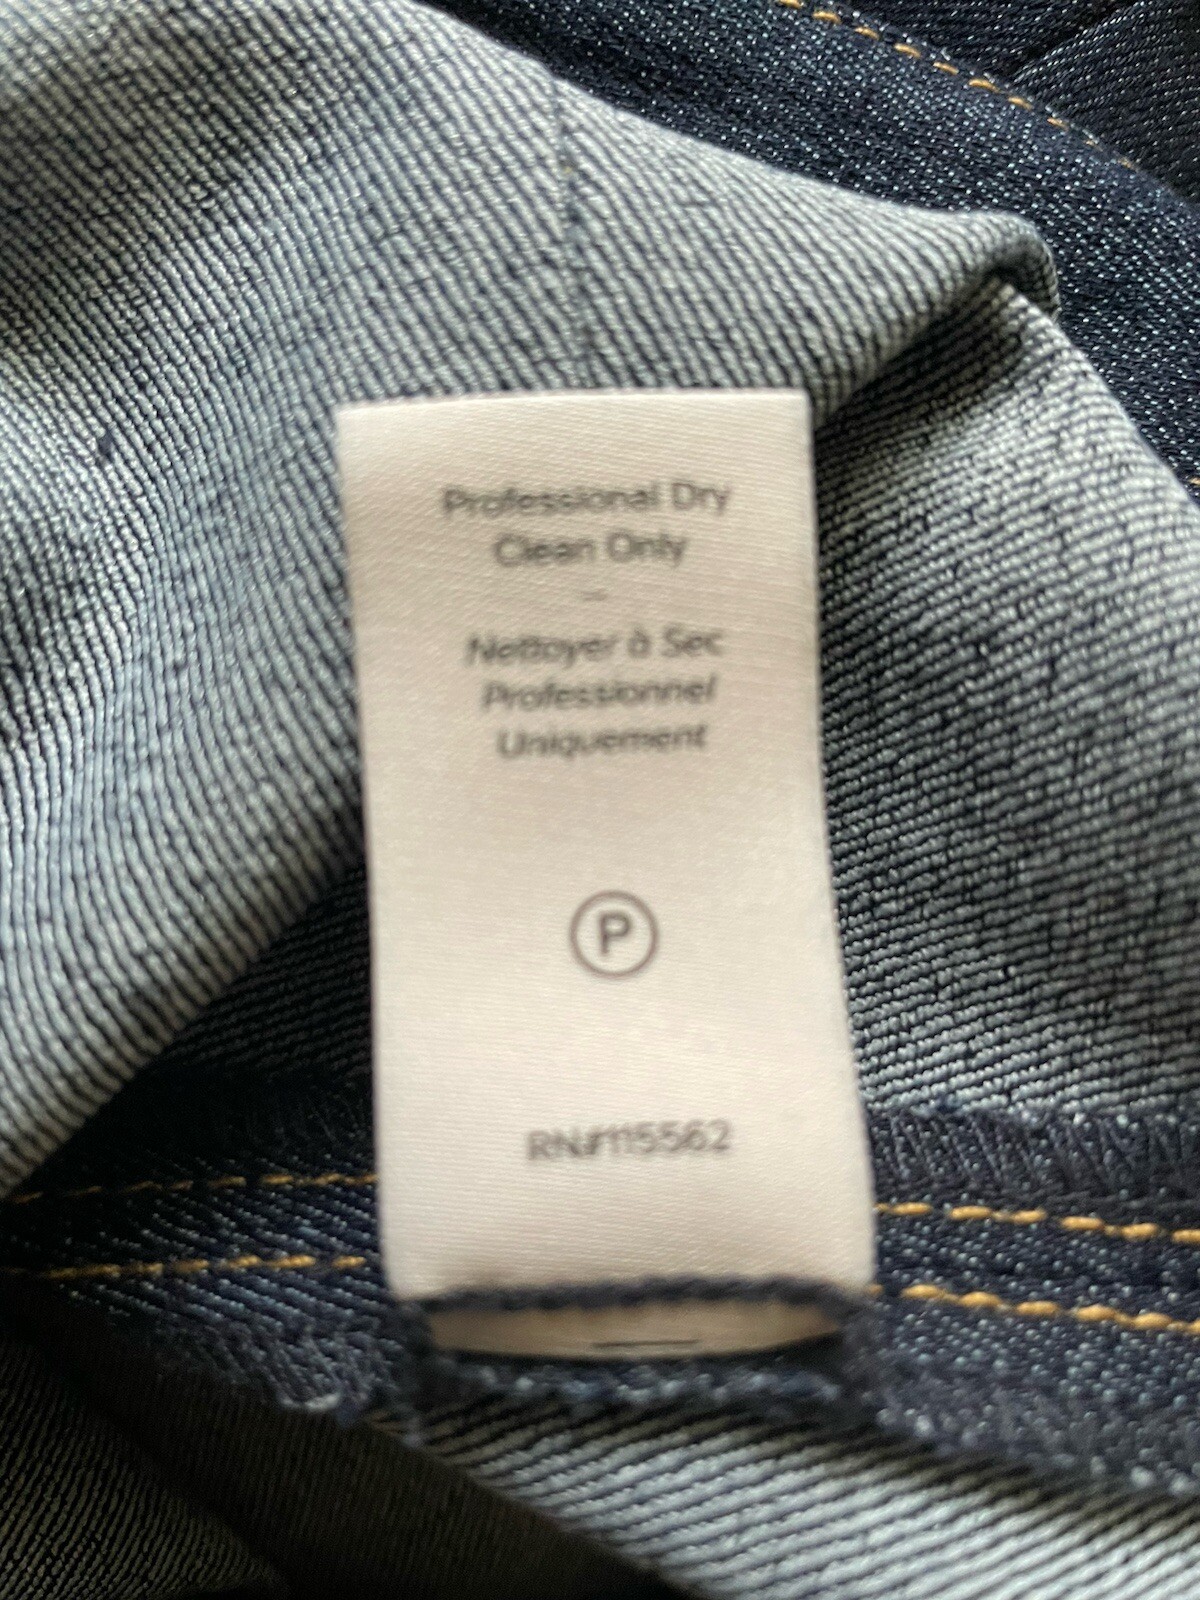 Professional Dry
Clean Only
–
Nettoyer à Sec
Professionnel
Uniquement
P
RN#115562